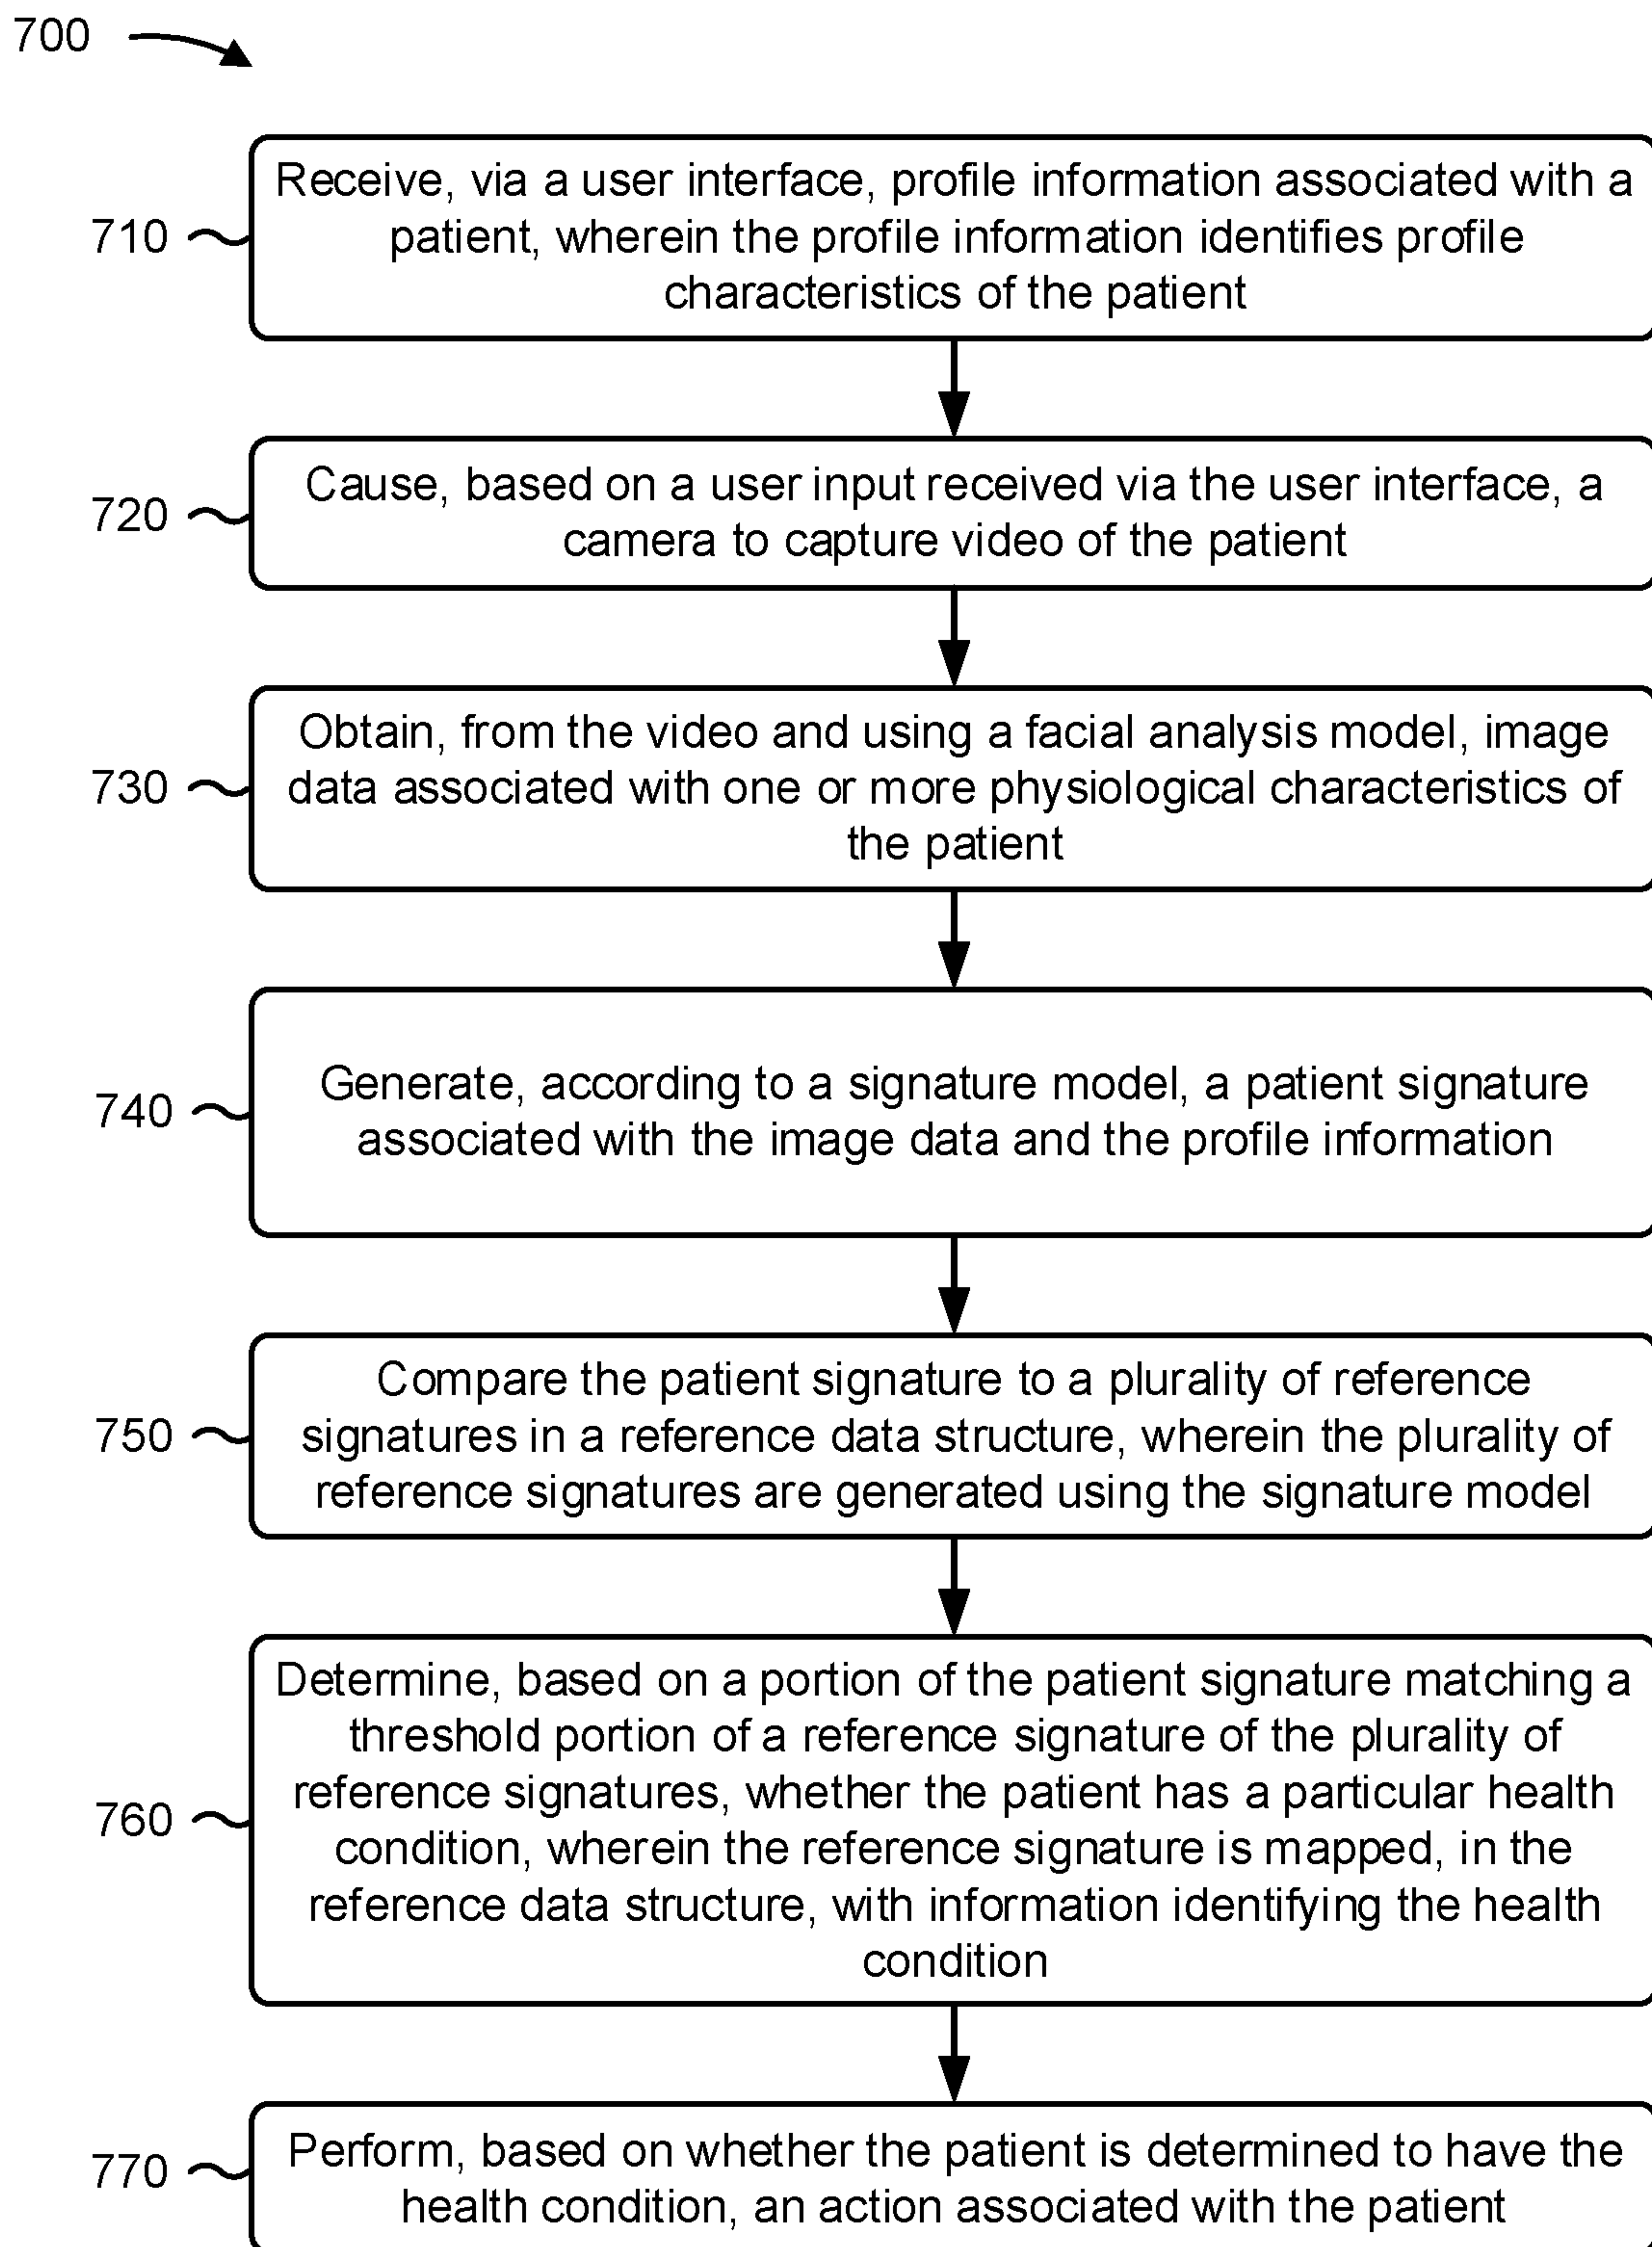 700
Receive, via a user interface, profile information associated with a
patient, wherein the profile information identifies profile
characteristics of the patient
710
Cause, based on a user input received via the user interface, a
camera to capture video of the patient
720
Obtain, from the video and using a facial analysis model, image
data associated with one or more physiological characteristics of
the patient
730
Generate, according to a signature model, a patient signature
associated with the image data and the profile information
740
Compare the patient signature to a plurality of reference
signatures in a reference data structure, wherein the plurality of
reference signatures are generated using the signature model
750
Determine, based on a portion of the patient signature matching a
threshold portion of a reference signature of the plurality of
reference signatures, whether the patient has a particular health
condition, wherein the reference signature is mapped, in the
reference data structure, with information identifying the health
condition
760
Perform, based on whether the patient is determined to have the
health condition, an action associated with the patient
770